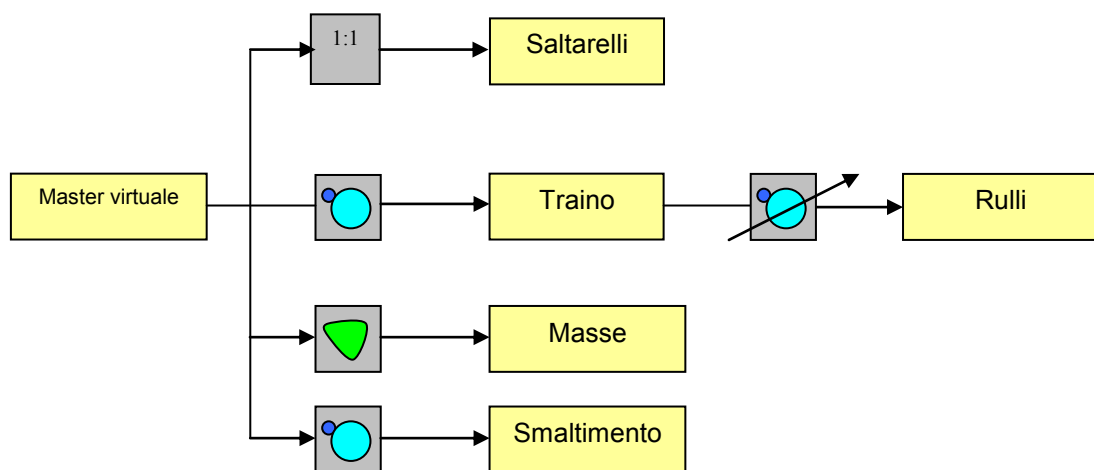 1:1
Saltarelli
Master virtuale
Traino
Rulli
Masse
Smaltimento